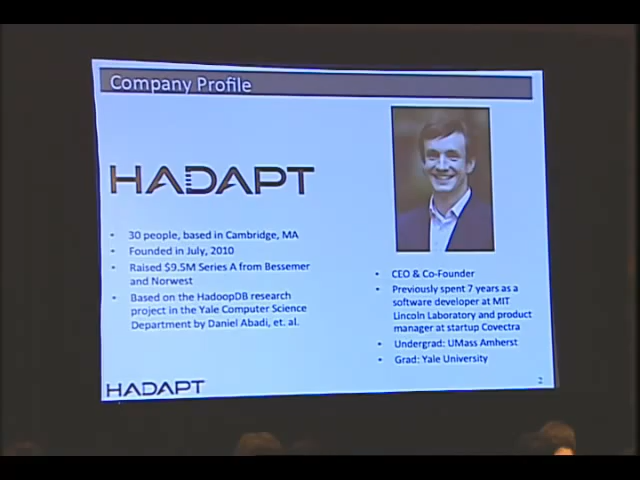 Company Profile
HADAPT
• 30 people, based in Cambridge, MA
• Founded in July, 2010
• Raised $9.5M Series A from Bessemer
and Norwest
• Based on the HadoopDB research
project in the Yale Computer Science
Department by Daniel Abadi, et. al.
• CEO & Co-Founder
• Previously spent 7 years as a
software developer at MIT
Lincoln Laboratory and product
manager at startup Covectra
• Undergrad: UMass Amherst
• Grad: Yale University
HADAPT
2